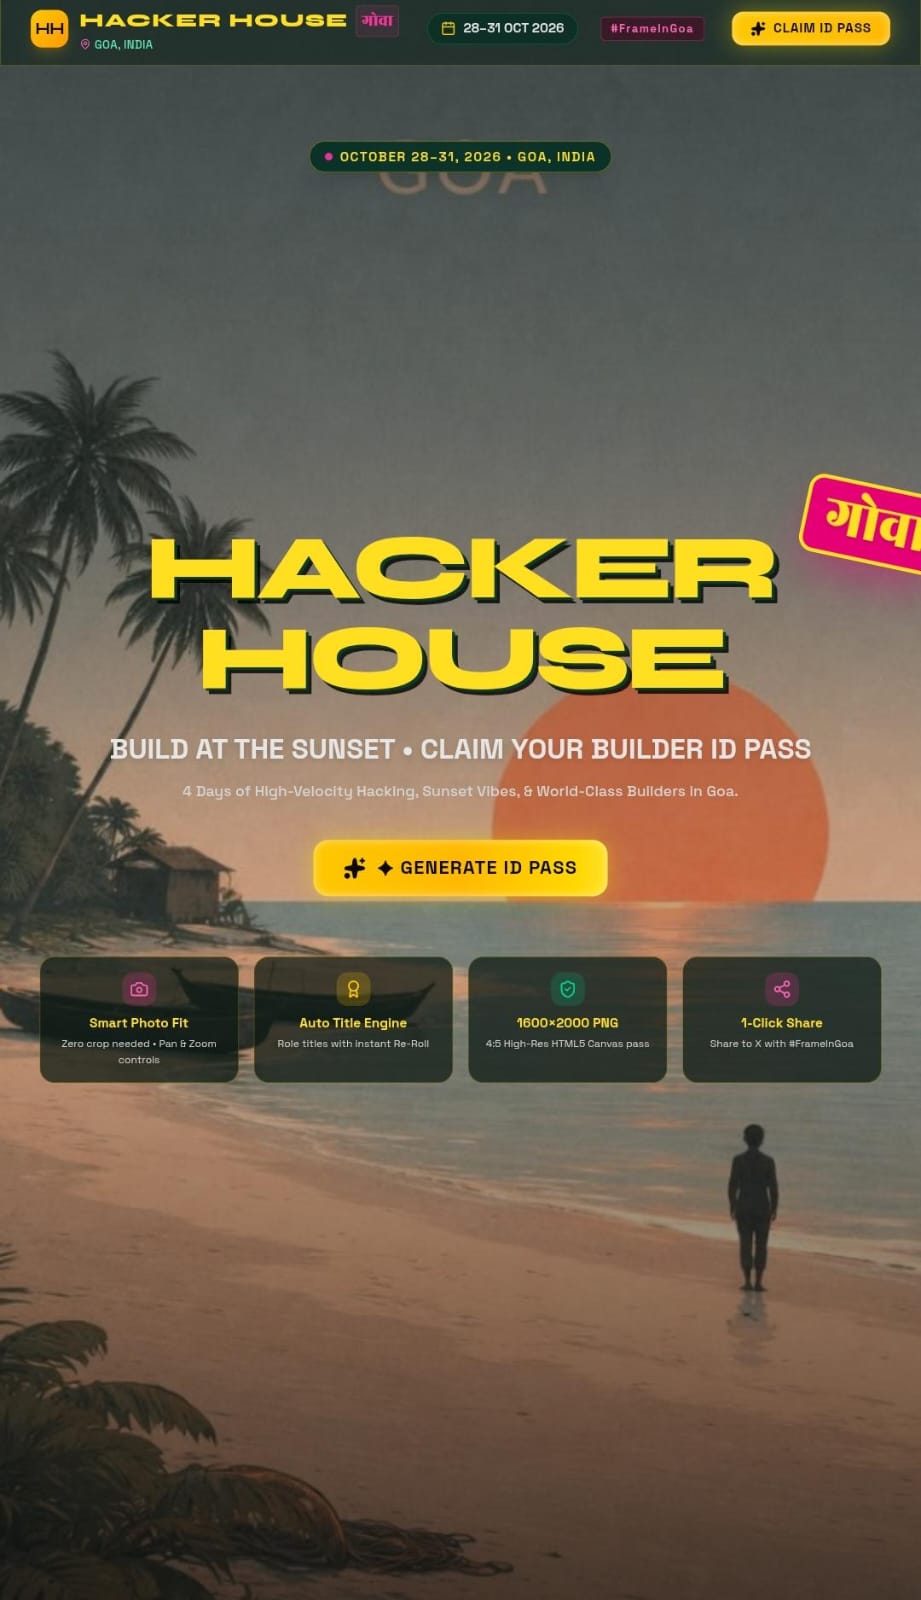 HH
HACKER HOUSE गोवा
GOA, INDIA
28–31 OCT 2026
#FrameInGoa
CLAIM ID PASS
OCTOBER 28–31, 2026 • GOA, INDIA
GOA
गोवा
HACKER
HOUSE
BUILD AT THE SUNSET • CLAIM YOUR BUILDER ID PASS
4 Days of High-Velocity Hacking, Sunset Vibes, & World-Class Builders in Goa.
✦ GENERATE ID PASS
Smart Photo Fit
Zero crop needed • Pan & Zoom
controls
Auto Title Engine
Role titles with instant Re-Roll
1600×2000 PNG
4:5 High-Res HTML5 Canvas pass
1-Click Share
Share to X with #FrameInGoa